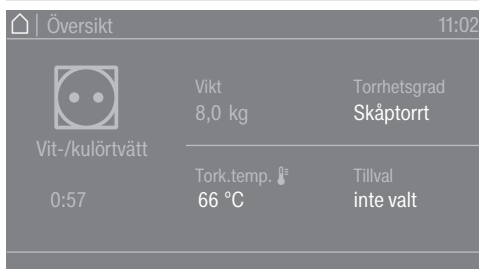 Översikt 11:02
Vikt Torrhetsgrad
8,0 kg Skåptorrt
Vit-/kulörtvätt
Tork.temp. Tillval
0:57 66 °C inte valt